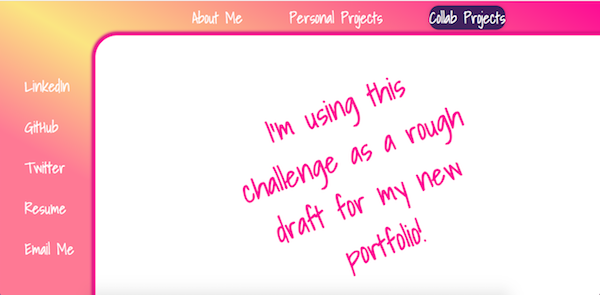 About Me
Personal Projects
Collab Projects
LinkedIn
GitHub
Twitter
Resume
Email Me
I'm using this
challenge as a rough
draft for my new
portfolio!